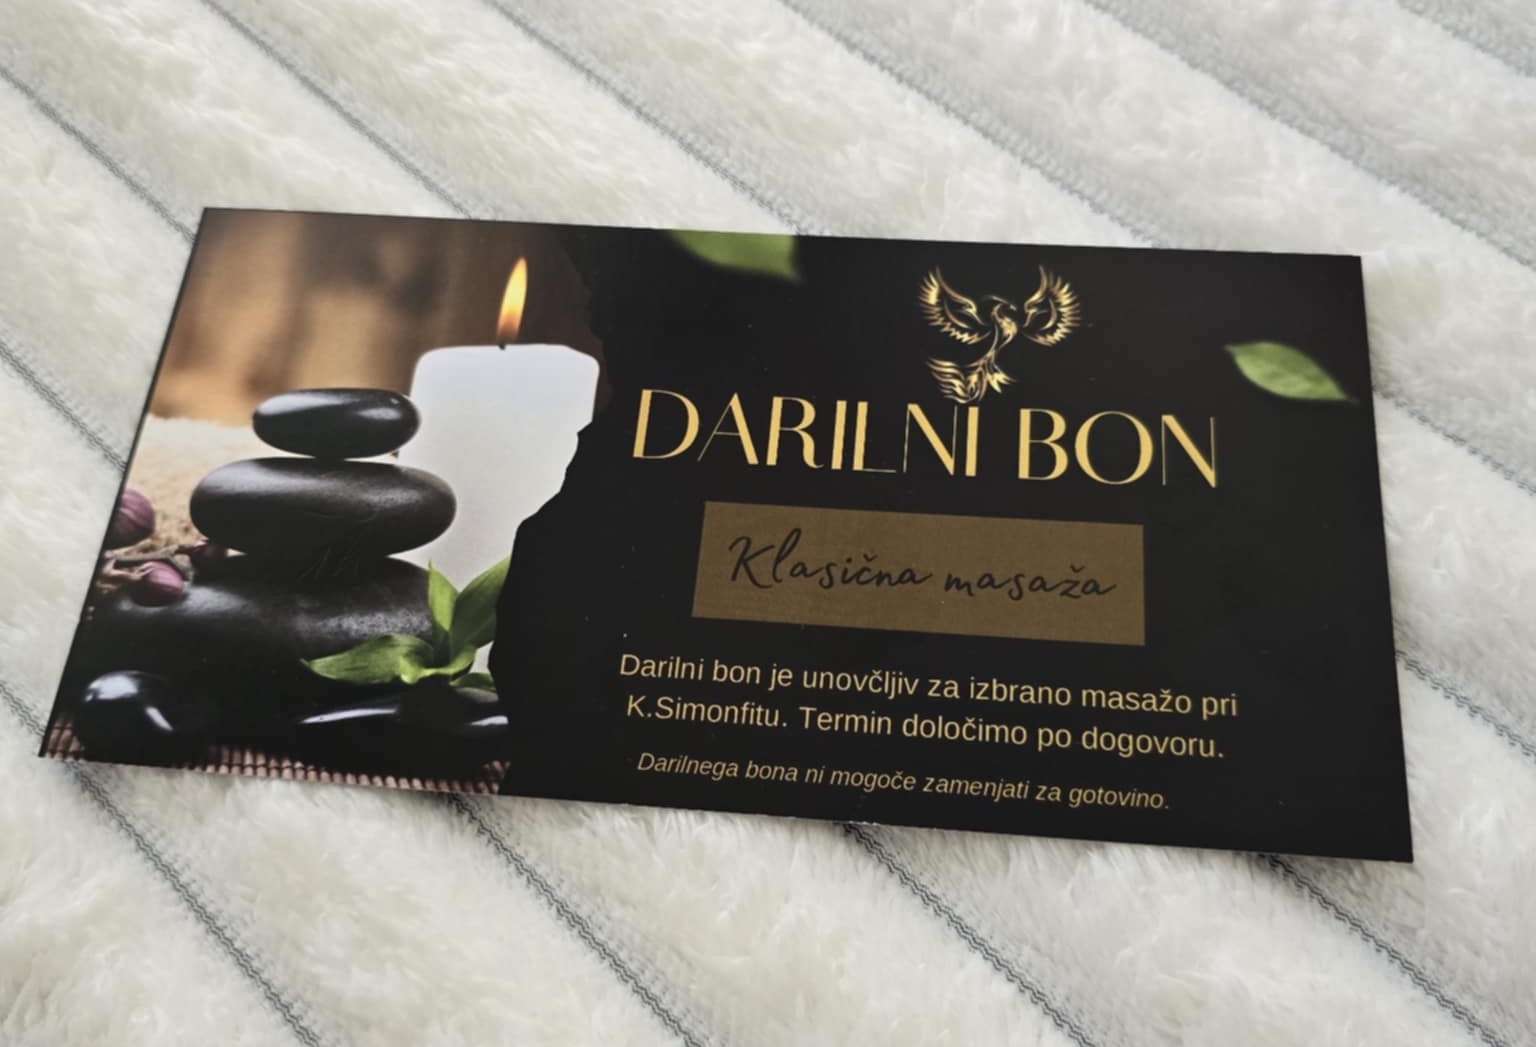 DARILNI BON
Klasična masaža
Darilni bon je unovčljiv za izbrano masažo pri
K.Simonfitu. Termin določimo po dogovoru.
Darilnega bona ni mogoče zamenjati za gotovino.